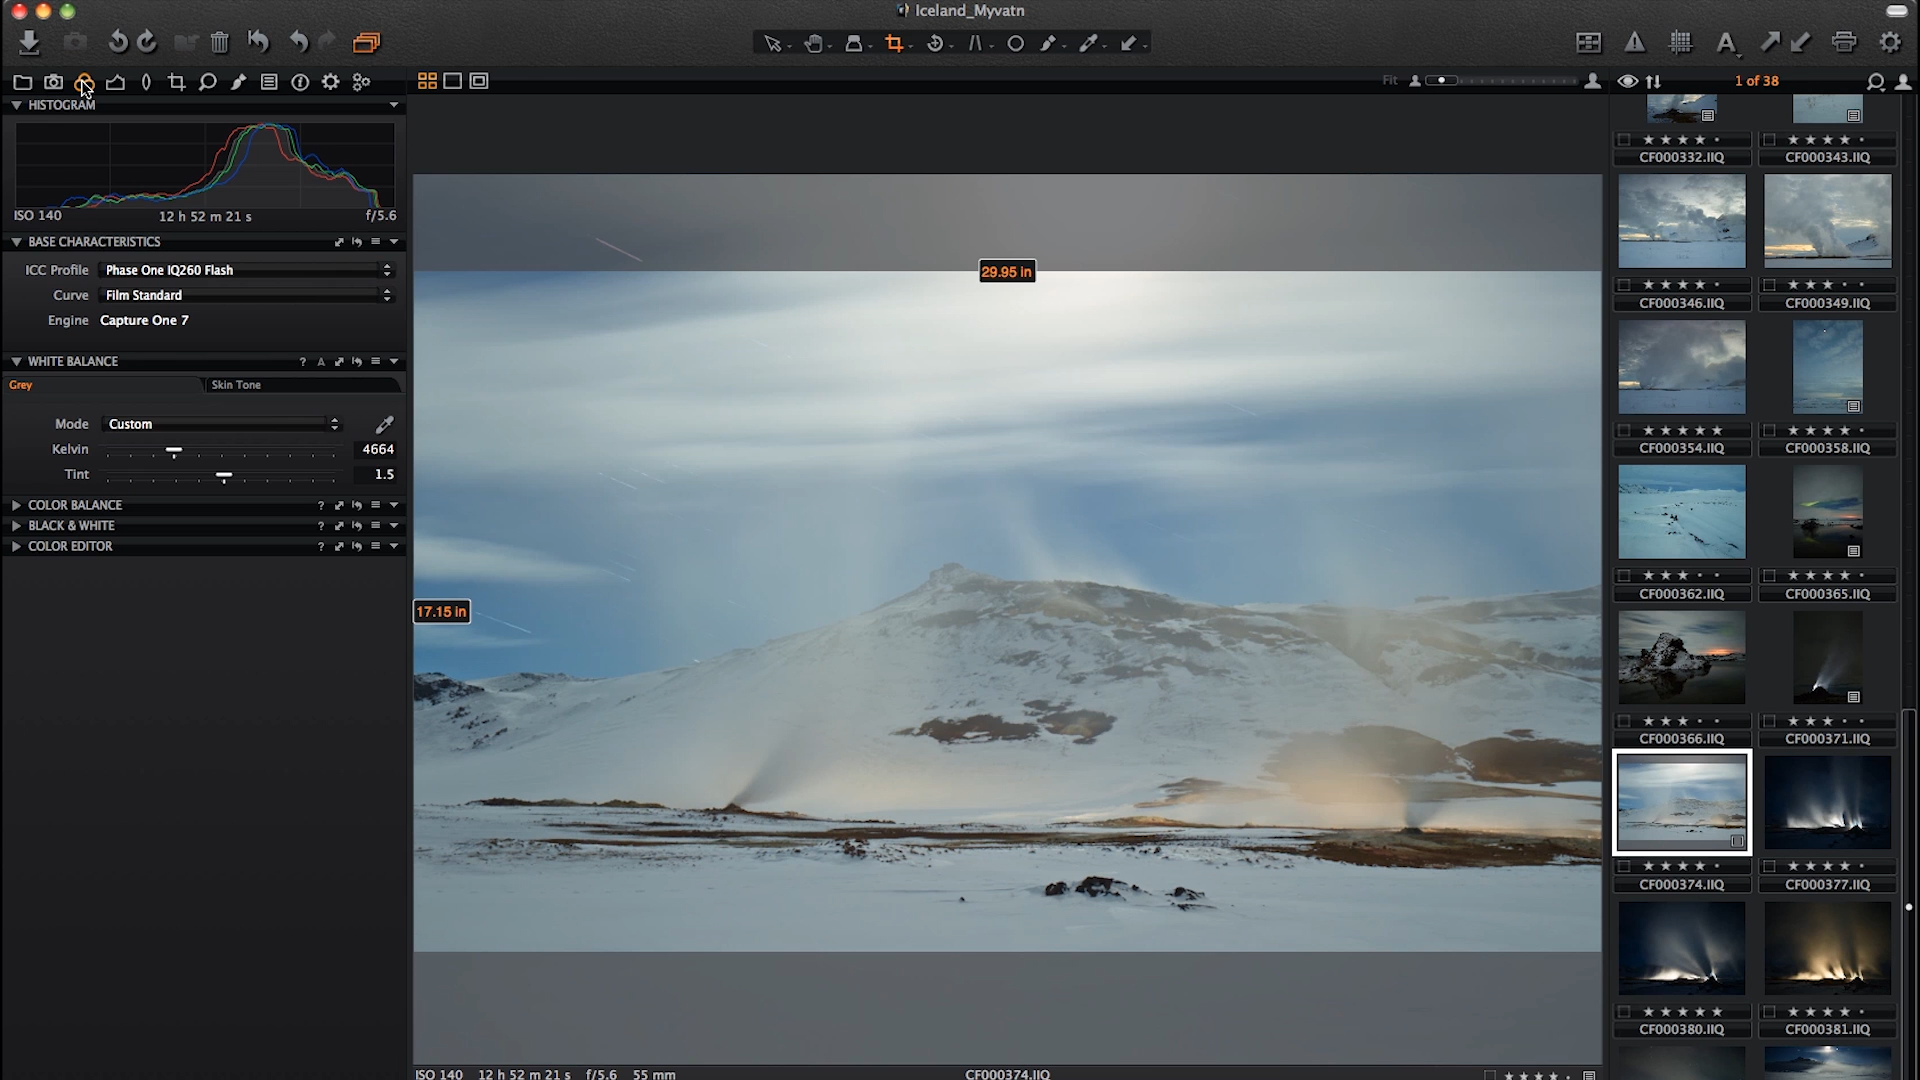 Iceland_Myvatn
Fit
1 of 38
HISTOGRAM
ISO 140 12 h 52 m 21 s f/5.6
BASE CHARACTERISTICS
ICC Profile Phase One IQ260 Flash
Curve Film Standard
Engine Capture One 7
WHITE BALANCE ? A
Grey Skin Tone
Mode Custom
Kelvin 4664
Tint 1.5
COLOR BALANCE ?
BLACK & WHITE ?
COLOR EDITOR ?
29.95 in
17.15 in
ISO 140 12 h 52 m 21 s f/5.6 55 mm CF000374.IIQ
CF000332.IIQ CF000343.IIQ
CF000346.IIQ CF000349.IIQ
CF000354.IIQ CF000358.IIQ
CF000362.IIQ CF000365.IIQ
CF000366.IIQ CF000371.IIQ
CF000374.IIQ CF000377.IIQ
CF000380.IIQ CF000381.IIQ